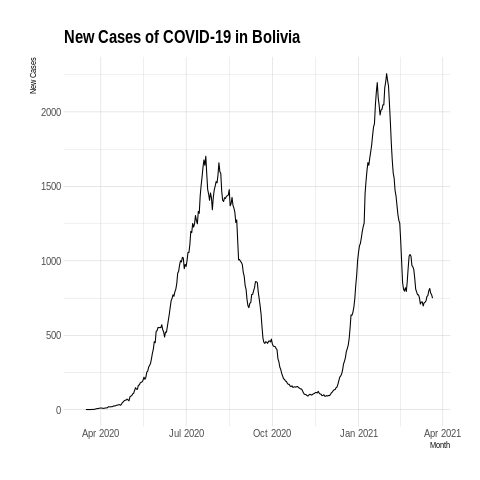 New Cases of COVID-19 in Bolivia
New Cases
2000
1500
1000
500
0
Apr 2020 Jul 2020 Oct 2020 Jan 2021 Apr 2021
Month